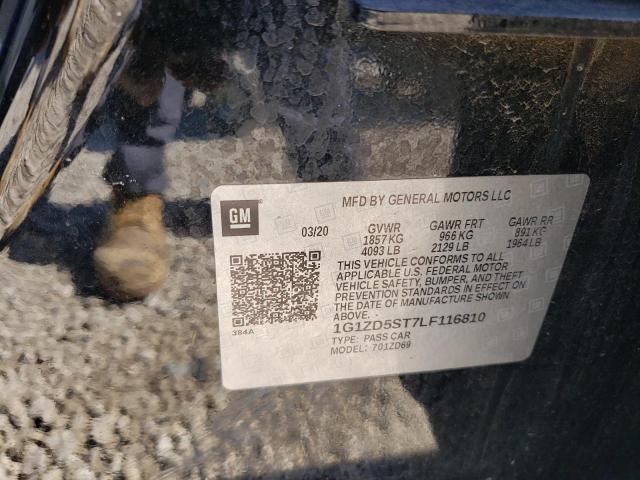 MFD BY GENERAL MOTORS LLC
GM
03/20
GVWR GAWR FRT GAWR RR
1857 KG 966 KG 891 KG
4093 LB 2129 LB 1964 LB
THIS VEHICLE CONFORMS TO ALL
APPLICABLE U.S. FEDERAL MOTOR
VEHICLE SAFETY, BUMPER, AND THEFT
PREVENTION STANDARDS IN EFFECT ON
THE DATE OF MANUFACTURE SHOWN
ABOVE.
384A
1G1ZD5ST7LF116810
TYPE: PASS CAR
MODEL: 701ZD69